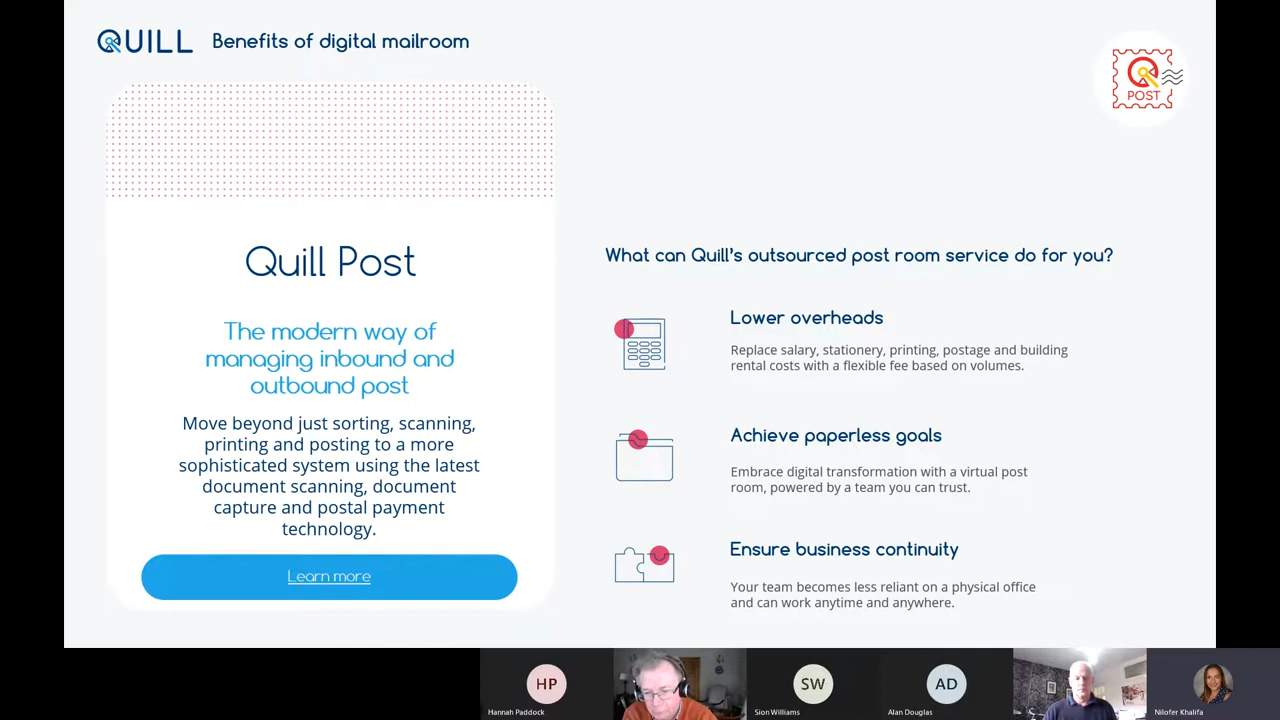 QUILL Benefits of digital mailroom
POST
Quill Post
The modern way of
managing inbound and
outbound post
Move beyond just sorting, scanning,
printing and posting to a more
sophisticated system using the latest
document scanning, document
capture and postal payment
technology.
Learn more
What can Quill's outsourced post room service do for you?
Lower overheads
Replace salary, stationery, printing, postage and building
rental costs with a flexible fee based on volumes.
Achieve paperless goals
Embrace digital transformation with a virtual post
room, powered by a team you can trust.
Ensure business continuity
Your team becomes less reliant on a physical office
and can work anytime and anywhere.
HP
SW
AD
Hannah Paddock
Sion Williams
Alan Douglas
Nilofer Khalifa